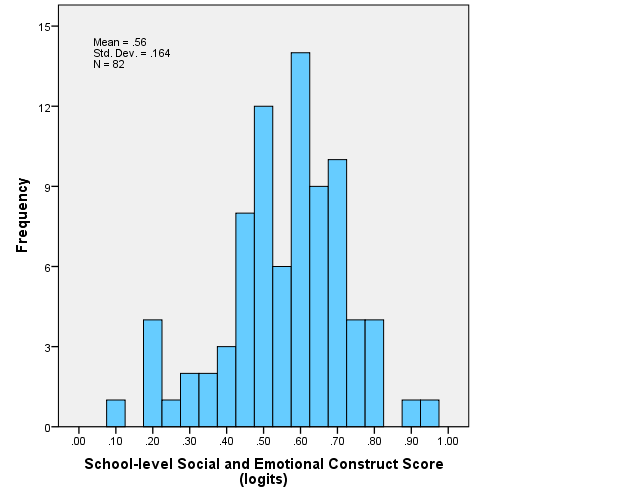 15
Mean = .56
Std. Dev. = .164
N = 82
12
9
Frequency
6
3
0
.00 .10 .20 .30 .40 .50 .60 .70 .80 .90 1.00
School-level Social and Emotional Construct Score
(logits)